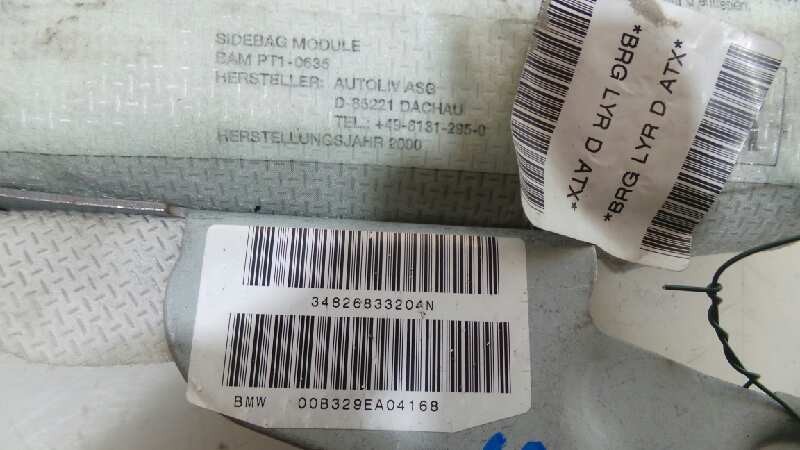 SIDEBAG MODULE
BAM PT1-0635
HERSTELLER: AUTOLIV ASG
D-85221 DACHAU
TEL.: +49-8131-295-0
HERSTELLUNGSJAHR 2000
*BRG LYR D ATX*
*BRG LYR D ATX*
34826833204N
BMW 00B329EA04168